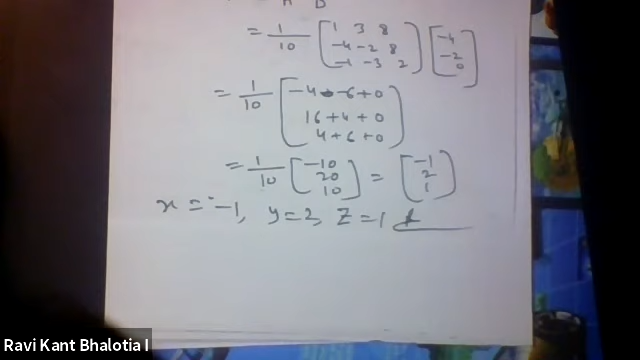 = 1/10 [1 3 8 [-4
-4 -2 8 -2
-1 -3 2] 0]
= 1/10 [-4 -6+0
16+4+0
4+6+0]
= 1/10 [-10 = [-1
20 2
10] 1]
x = -1, y=2, z=1
Ravi Kant Bhalotia I